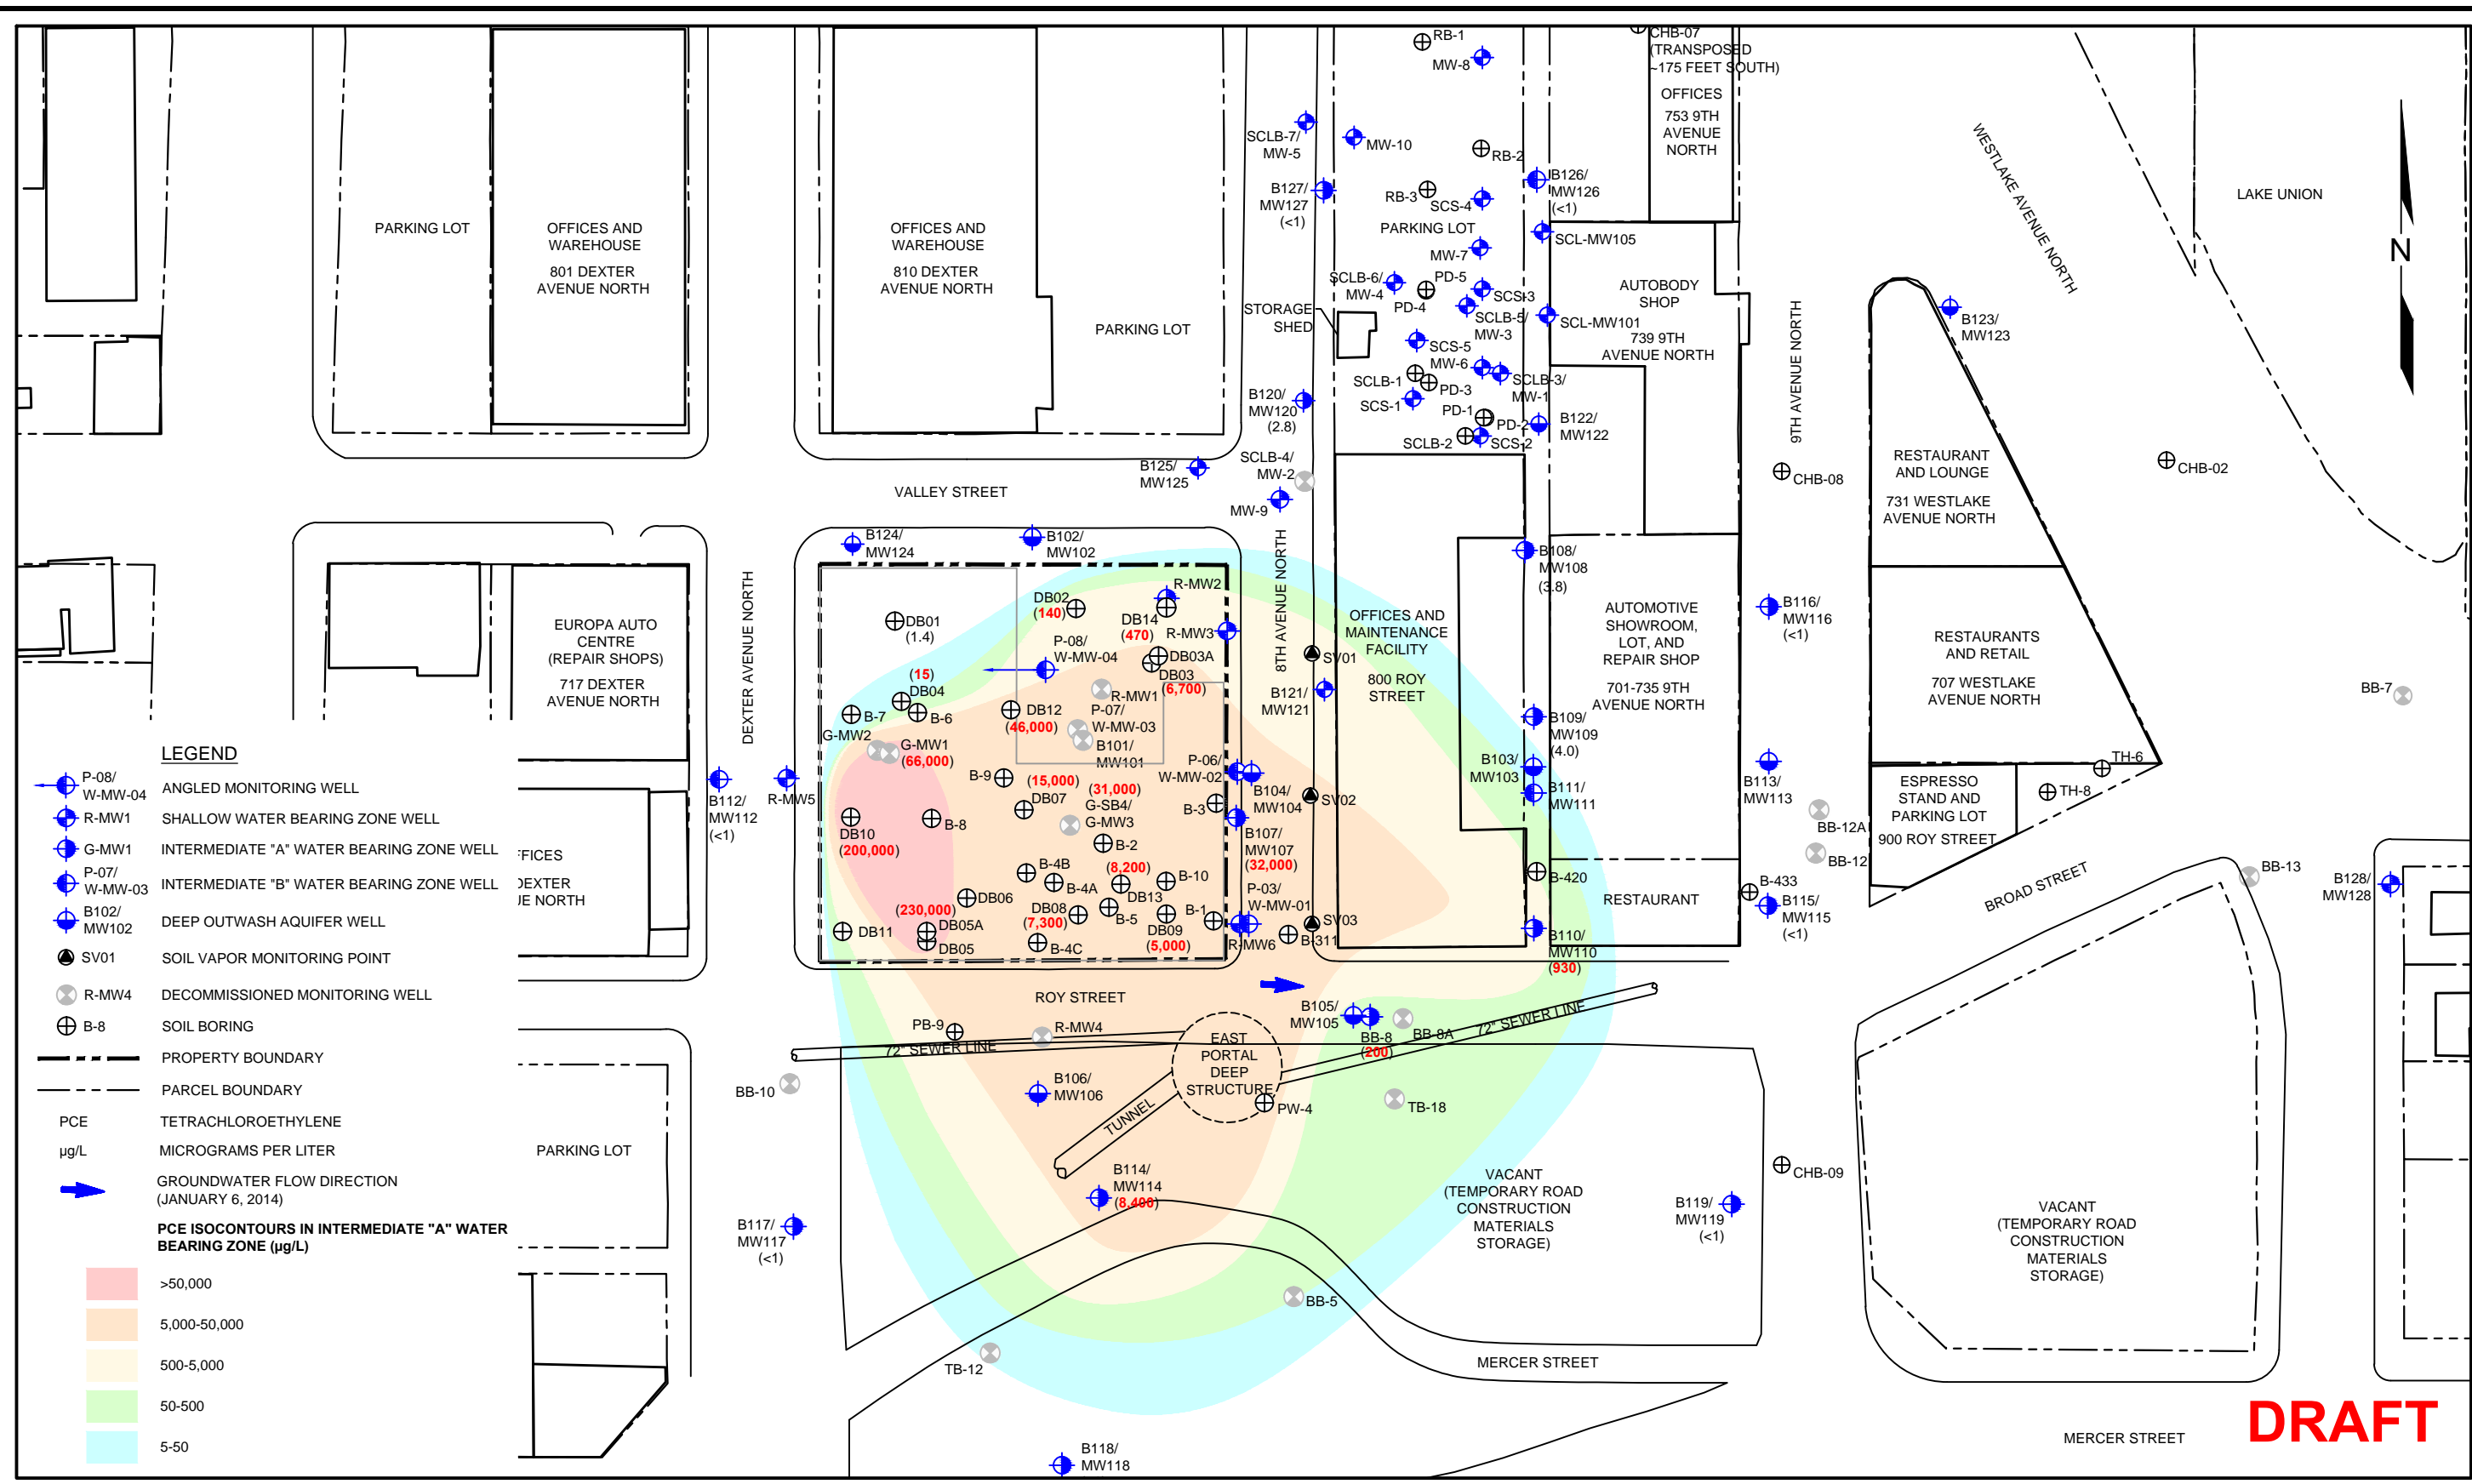 RB-1
MW-8
CHB-07
(TRANSPOSED
~175 FEET SOUTH)
OFFICES
753 9TH
AVENUE
NORTH
SCLB-7/
MW-5
MW-10
RB-2
B127/
MW127
(<1)
RB-3
SCS-4
B126/
MW126
(<1)
PARKING LOT
SCL-MW105
MW-7
WESTLAKE AVENUE NORTH
LAKE UNION
N
PARKING LOT
OFFICES AND
WAREHOUSE
801 DEXTER
AVENUE NORTH
OFFICES AND
WAREHOUSE
810 DEXTER
AVENUE NORTH
PARKING LOT
SCLB-6/
MW-4
PD-5
PD-4
SCS-3
SCLB-5/
MW-3
STORAGE
SHED
SCL-MW101
AUTOBODY
SHOP
739 9TH
AVENUE NORTH
SCS-5
MW-6
SCLB-1
PD-3
SCLB-3/
MW-1
SCS-1
PD-1
PD-2
SCLB-2
SCS-2
B122/
MW122
B120/
MW120
(2.8)
9TH AVENUE NORTH
B123/
MW123
B125/
MW125
SCLB-4/
MW-2
MW-9
VALLEY STREET
CHB-08
CHB-02
RESTAURANT
AND LOUNGE
731 WESTLAKE
AVENUE NORTH
B124/
MW124
B102/
MW102
8TH AVENUE NORTH
B108/
MW108
(3.8)
DEXTER AVENUE NORTH
EUROPA AUTO
CENTRE
(REPAIR SHOPS)
717 DEXTER
AVENUE NORTH
DB01
(1.4)
DB02
(140)
R-MW2
DB14
(470)
R-MW3
P-08/
W-MW-04
DB03A
DB03
(6,700)
R-MW1
SV01
B121/
MW121
OFFICES AND
MAINTENANCE
FACILITY
800 ROY
STREET
AUTOMOTIVE
SHOWROOM,
LOT, AND
REPAIR SHOP
701-735 9TH
AVENUE NORTH
B116/
MW116
(<1)
RESTAURANTS
AND RETAIL
707 WESTLAKE
AVENUE NORTH
BB-7
(15)
DB04
B-7
B-6
DB12
(46,000)
P-07/
W-MW-03
B101/
MW101
G-MW2
G-MW1
(66,000)
B109/
MW109
(4.0)
B103/
MW103
B111/
MW111
P-06/
W-MW-02
B104/
MW104
SV02
B-9
(15,000)
DB07
(31,000)
G-SB4/
G-MW3
B-3
B107/
MW107
(32,000)
B112/
MW112
(<1)
R-MW5
DB10
(200,000)
B-8
B-2
B113/
MW113
BB-12A
BB-12
TH-6
TH-8
ESPRESSO
STAND AND
PARKING LOT
900 ROY STREET
BROAD STREET
BB-13
B128/
MW128
FFICES
DEXTER
UE NORTH
B-4B
B-4A
(8,200)
DB13
B-10
DB06
DB08
(7,300)
B-5
DB09
(5,000)
B-1
(230,000)
DB05A
DB05
DB11
B-4C
P-03/
W-MW-01
R-MW6
SV03
B-311
B-420
RESTAURANT
B-433
B115/
MW115
(<1)
B110/
MW110
(930)
ROY STREET
PB-9
R-MW4
72" SEWER LINE
EAST
PORTAL
DEEP
STRUCTURE
B105/
MW105
BB-8
(200)
BB-8A
72" SEWER LINE
BB-10
B106/
MW106
TUNNEL
PW-4
TB-18
PARKING LOT
B114/
MW114
(8,400)
B117/
MW117
(<1)
VACANT
(TEMPORARY ROAD
CONSTRUCTION
MATERIALS
STORAGE)
B119/
MW119
(<1)
CHB-09
VACANT
(TEMPORARY ROAD
CONSTRUCTION
MATERIALS
STORAGE)
BB-5
TB-12
MERCER STREET
B118/
MW118
MERCER STREET
DRAFT
LEGEND
P-08/
W-MW-04
ANGLED MONITORING WELL
R-MW1
SHALLOW WATER BEARING ZONE WELL
G-MW1
INTERMEDIATE "A" WATER BEARING ZONE WELL
P-07/
W-MW-03
INTERMEDIATE "B" WATER BEARING ZONE WELL
B102/
MW102
DEEP OUTWASH AQUIFER WELL
SV01
SOIL VAPOR MONITORING POINT
R-MW4
DECOMMISSIONED MONITORING WELL
B-8
SOIL BORING
PROPERTY BOUNDARY
PARCEL BOUNDARY
PCE
TETRACHLOROETHYLENE
µg/L
MICROGRAMS PER LITER
GROUNDWATER FLOW DIRECTION
(JANUARY 6, 2014)
PCE ISOCONTOURS IN INTERMEDIATE "A" WATER
BEARING ZONE (µg/L)
>50,000
5,000-50,000
500-5,000
50-500
5-50